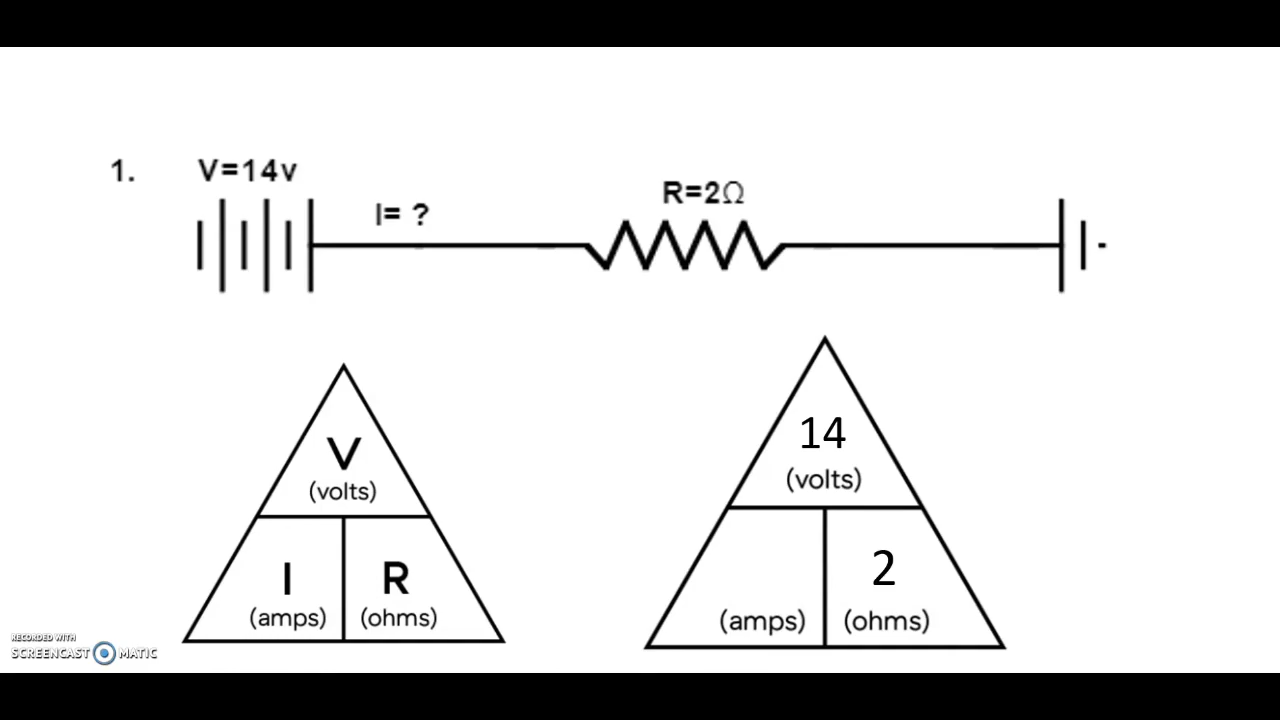 1. V=14v
I= ?
R=2Ω
V
(volts)
I
(amps)
R
(ohms)
14
(volts)
(amps)
2
(ohms)
RECORDED WITH
SCREENCAST MATIC